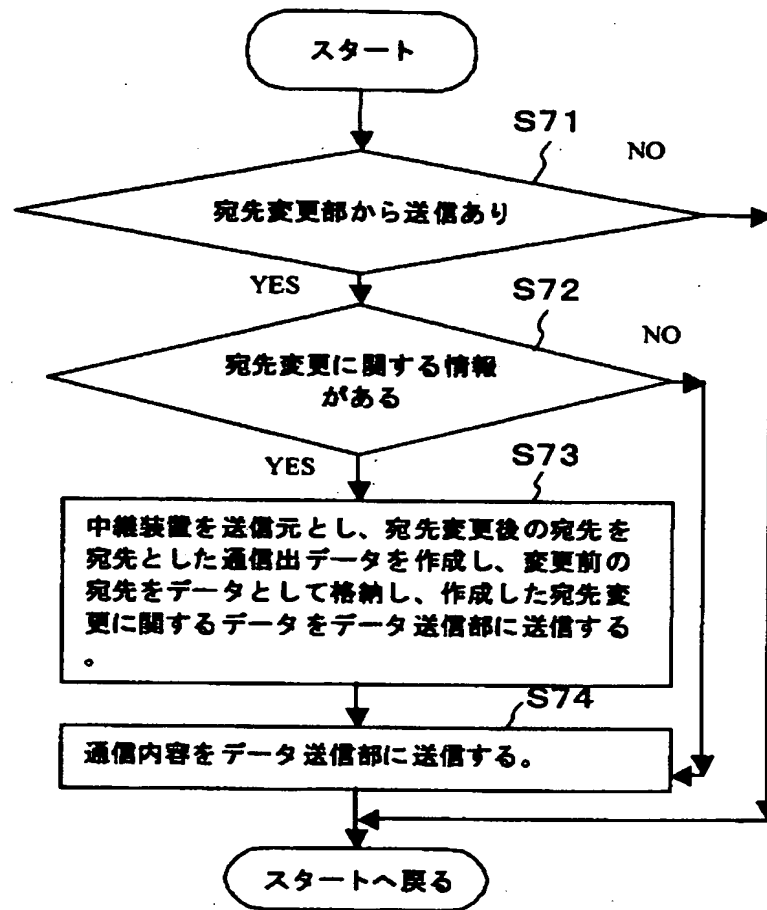 スタート
S71
NO
宛先変更部から送信あり
YES
S72
NO
宛先変更に関する情報
がある
YES
S73
中継装置を送信元とし、宛先変更後の宛先を
宛先とした通信出データを作成し、変更前の
宛先をデータとして格納し、作成した宛先変
更に関するデータをデータ送信部に送信する
。
S74
通信内容をデータ送信部に送信する。
スタートへ戻る